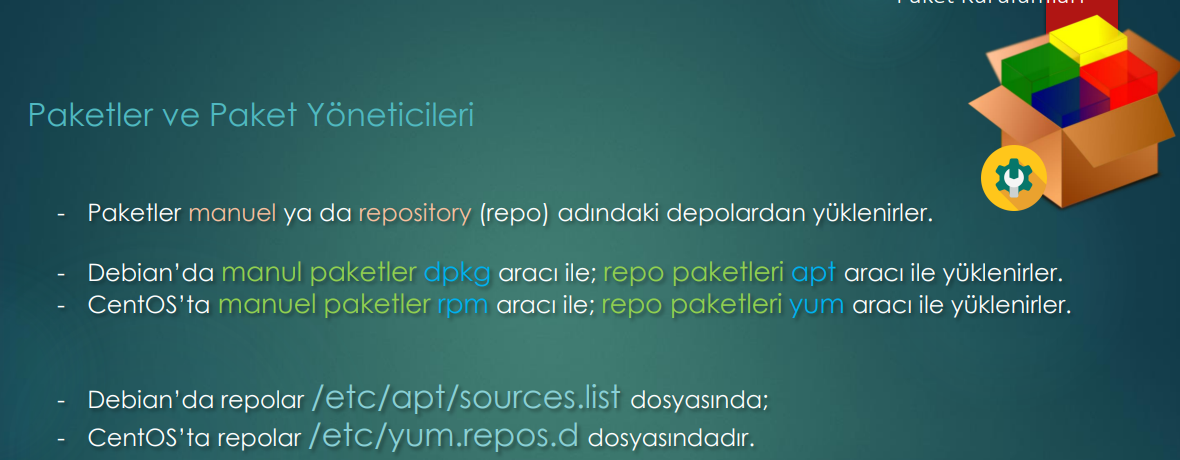 Paketler ve Paket Yöneticileri
- Paketler manuel ya da repository (repo) adındaki depolardan yüklenirler.
- Debian’da manul paketler dpkg aracı ile; repo paketleri apt aracı ile yüklenirler.
- CentOS’ta manuel paketler rpm aracı ile; repo paketleri yum aracı ile yüklenirler.
- Debian’da repolar /etc/apt/sources.list dosyasında;
- CentOS’ta repolar /etc/yum.repos.d dosyasındadır.